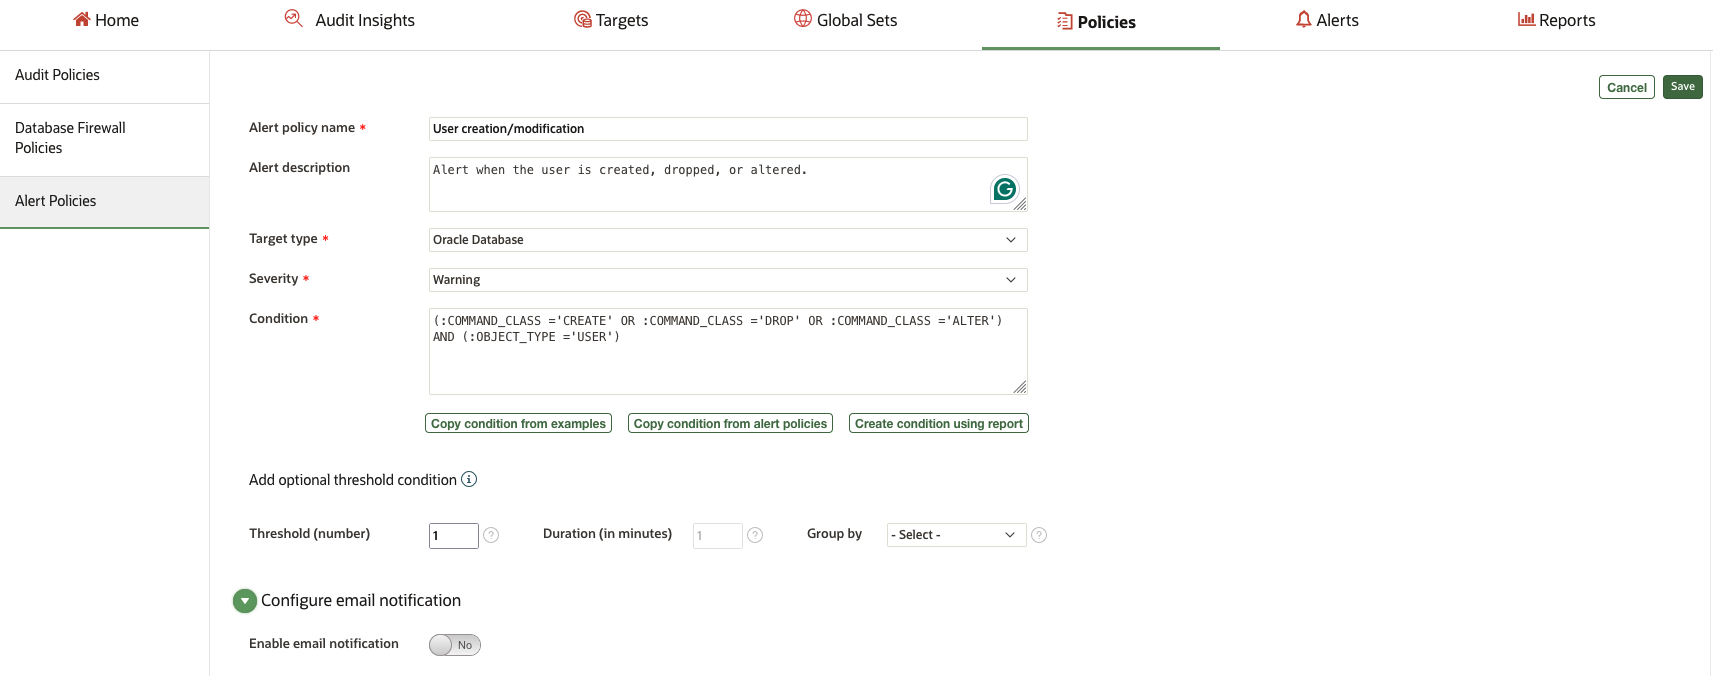 Home
Audit Insights
Targets
Global Sets
Policies
Alerts
Reports
Audit Policies
Database Firewall
Policies
Alert Policies
Cancel
Save
Alert policy name *
User creation/modification
Alert description
Alert when the user is created, dropped, or altered.
G
Target type *
Oracle Database
Severity *
Warning
Condition *
(:COMMAND_CLASS ='CREATE' OR :COMMAND_CLASS ='DROP' OR :COMMAND_CLASS ='ALTER')
AND (:OBJECT_TYPE ='USER')
Copy condition from examples
Copy condition from alert policies
Create condition using report
Add optional threshold condition i
Threshold (number)
1
?
Duration (in minutes)
1
?
Group by
- Select -
?
Configure email notification
Enable email notification
No